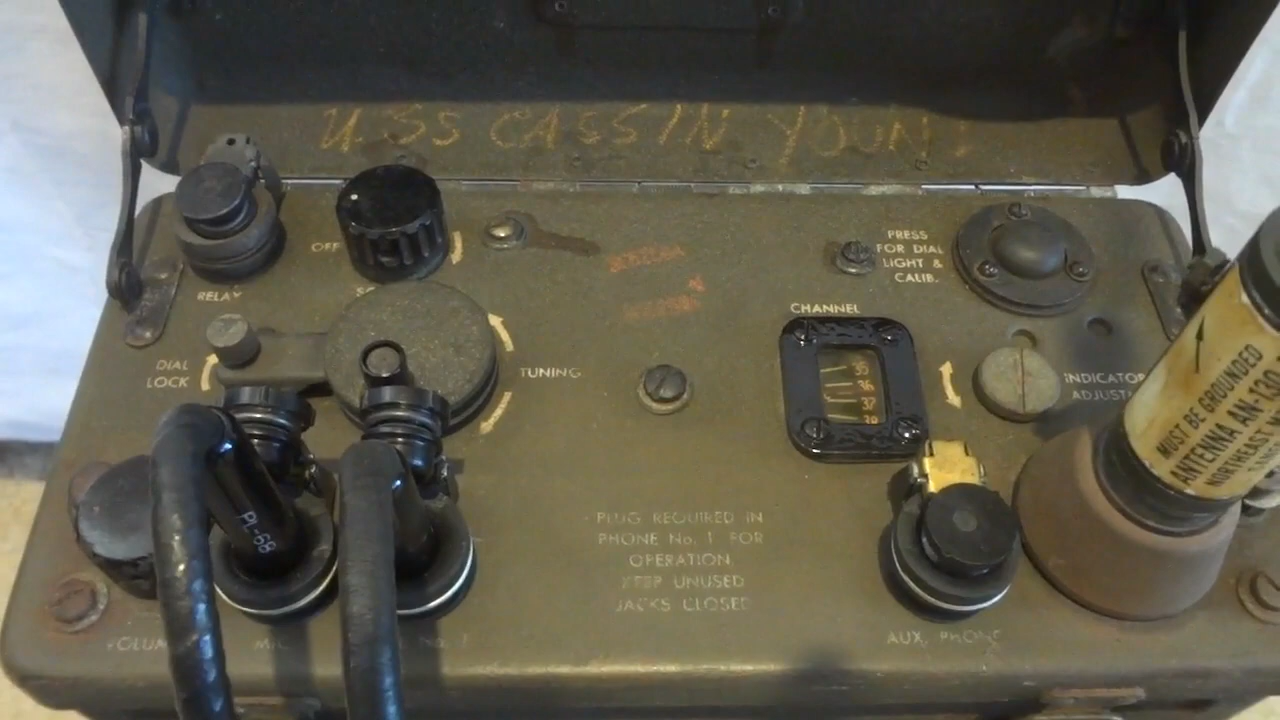 USS CASSIN YOUNG
OFF
RELAY
PRESS
FOR DIAL
LIGHT &
CALIB.
CHANNEL
DIAL
LOCK
TUNING
35
36
37
38
INDICATOR
MUST BE GROUNDED
ANTENNA AN-130
NORTHEAST
PL-68
PLUG REQUIRED IN
PHONE No. 1 FOR
OPERATION
KEEP UNUSED
JACKS CLOSED
AUX. PHONE